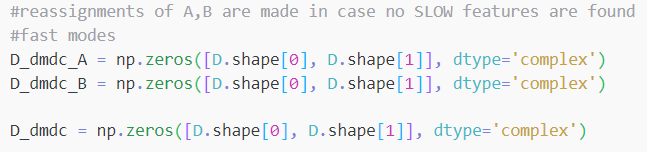 #reassignments of A,B are made in case no SLOW features are found
#fast modes
D_dmdc_A = np.zeros([D.shape[0], D.shape[1]], dtype='complex')
D_dmdc_B = np.zeros([D.shape[0], D.shape[1]], dtype='complex')
D_dmdc = np.zeros([D.shape[0], D.shape[1]], dtype='complex')